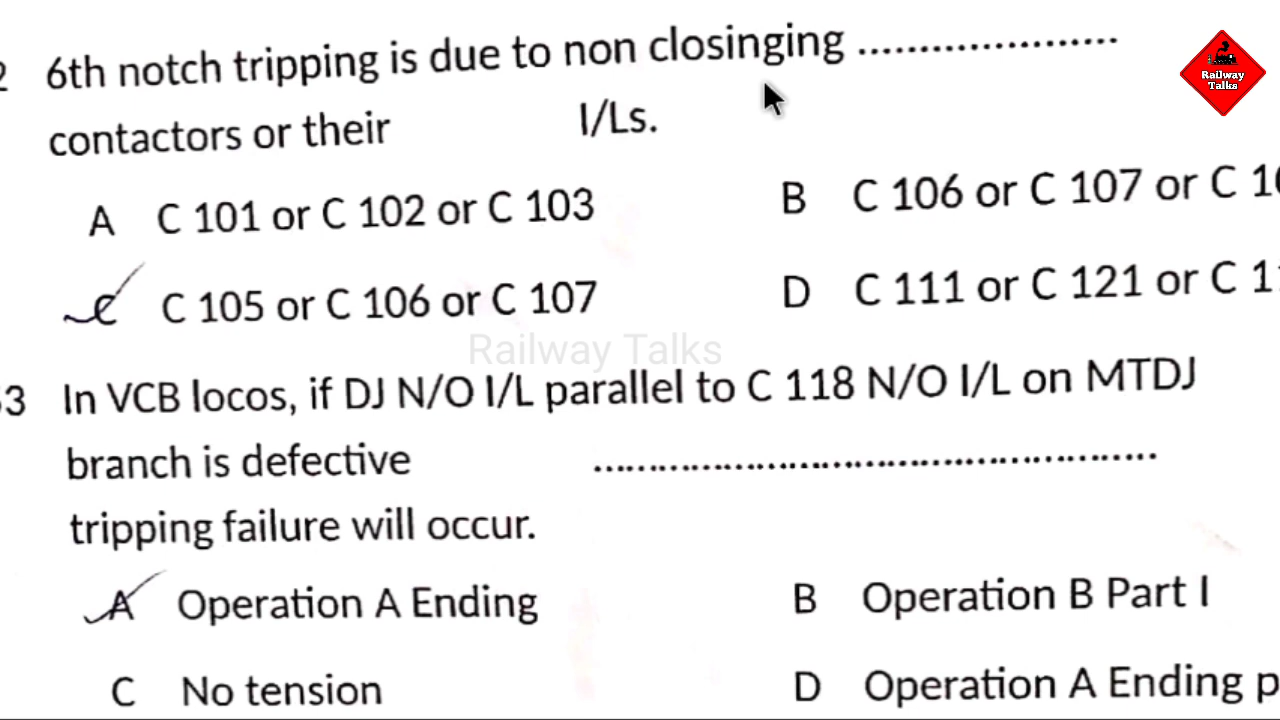 2 6th notch tripping is due to non closinging .....................
contactors or their I/Ls.
A C 101 or C 102 or C 103 B C 106 or C 107 or C
C C 105 or C 106 or C 107 D C 111 or C 121 or C
3 In VCB locos, if DJ N/O I/L parallel to C 118 N/O I/L on MTDJ
branch is defective .............................................
tripping failure will occur.
A Operation A Ending B Operation B Part I
C No tension D Operation A Ending
Railway
Talks
Railway Talks